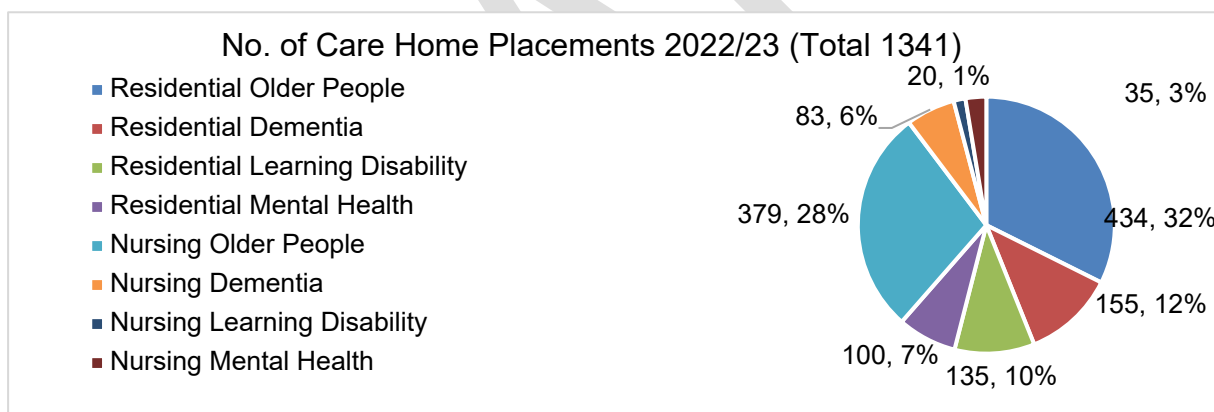 No. of Care Home Placements 2022/23 (Total 1341)
Residential Older People
Residential Dementia
Residential Learning Disability
Residential Mental Health
Nursing Older People
Nursing Dementia
Nursing Learning Disability
Nursing Mental Health
20, 1%
35, 3%
83, 6%
379, 28%
434, 32%
155, 12%
100, 7%
135, 10%